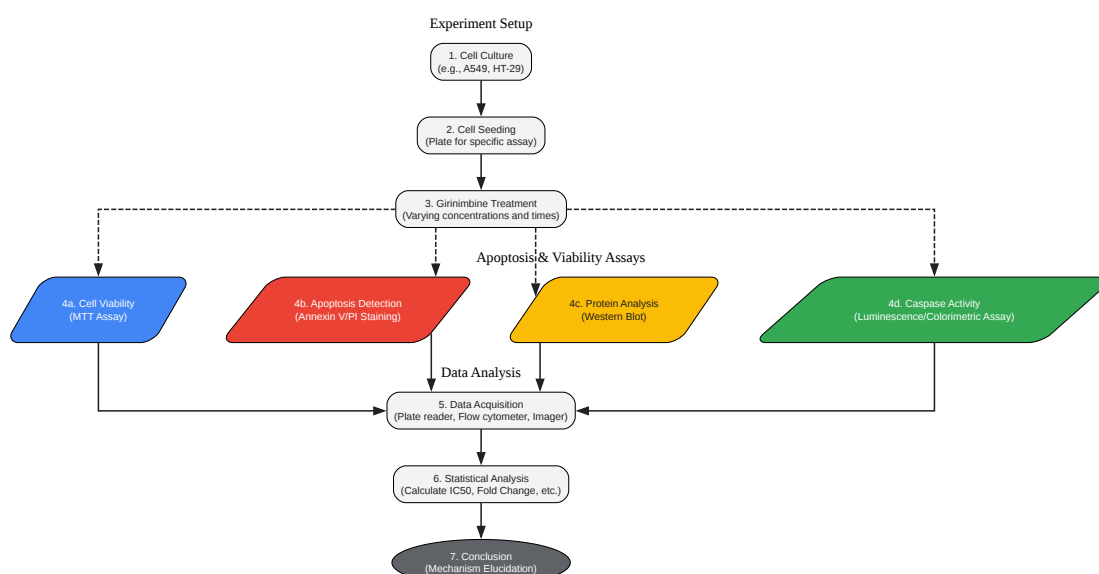 Experiment Setup
1. Cell Culture
(e.g., A549, HT-29)
2. Cell Seeding
(Plate for specific assay)
3. Girinimbine Treatment
(Varying concentrations and times)
Apoptosis & Viability Assays
4a. Cell Viability
(MTT Assay)
4b. Apoptosis Detection
(Annexin V/PI Staining)
4c. Protein Analysis
(Western Blot)
4d. Caspase Activity
(Luminescence/Colorimetric Assay)
Data Analysis
5. Data Acquisition
(Plate reader, Flow cytometer, Imager)
6. Statistical Analysis
(Calculate IC50, Fold Change, etc.)
7. Conclusion
(Mechanism Elucidation)